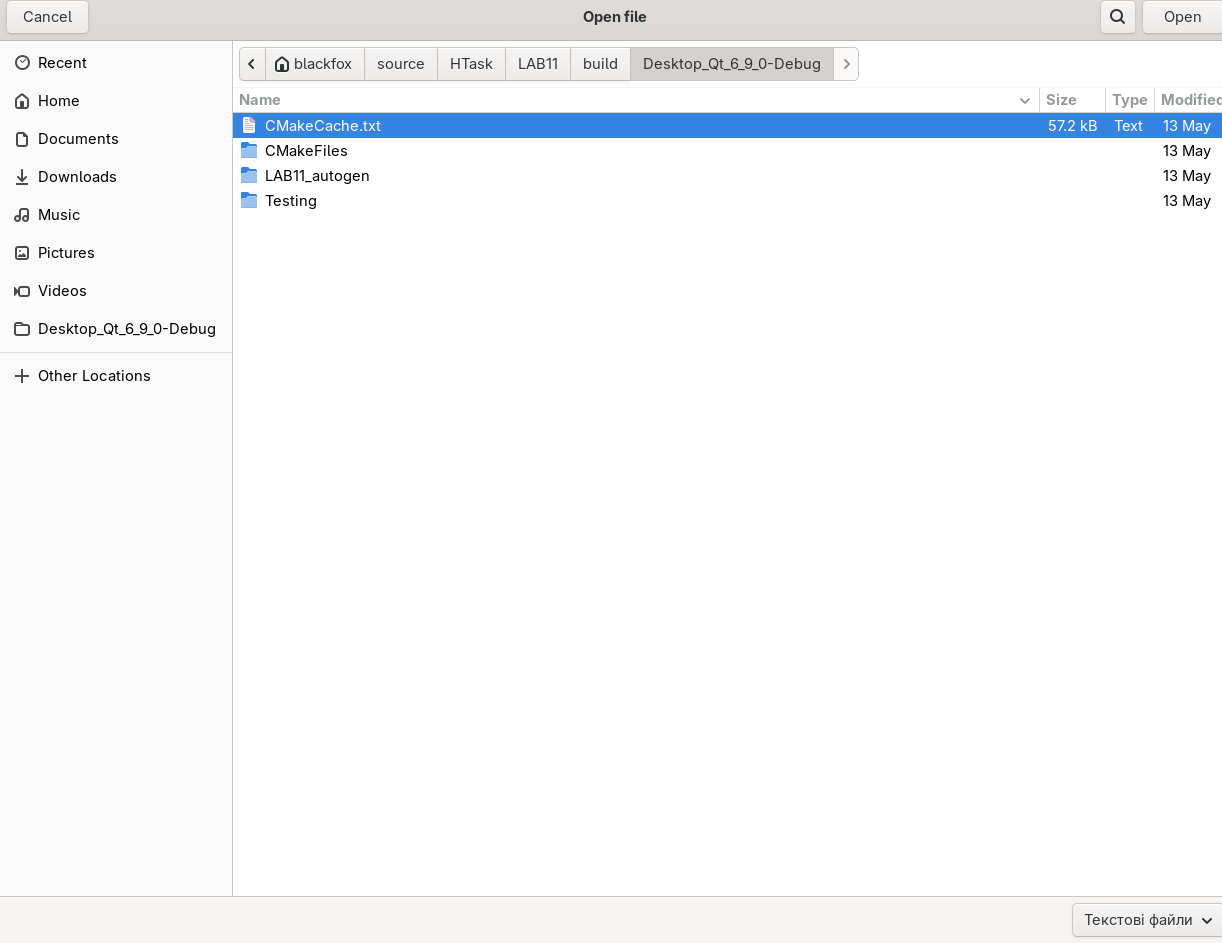 Cancel
Open file
Open
Recent
Home
Documents
Downloads
Music
Pictures
Videos
Desktop_Qt_6_9_0-Debug
Other Locations
blackfox source HTask LAB11 build Desktop_Qt_6_9_0-Debug
Name Size Type Modified
CMakeCache.txt 57.2 kB Text 13 May
CMakeFiles 13 May
LAB11_autogen 13 May
Testing 13 May
Текстові файли